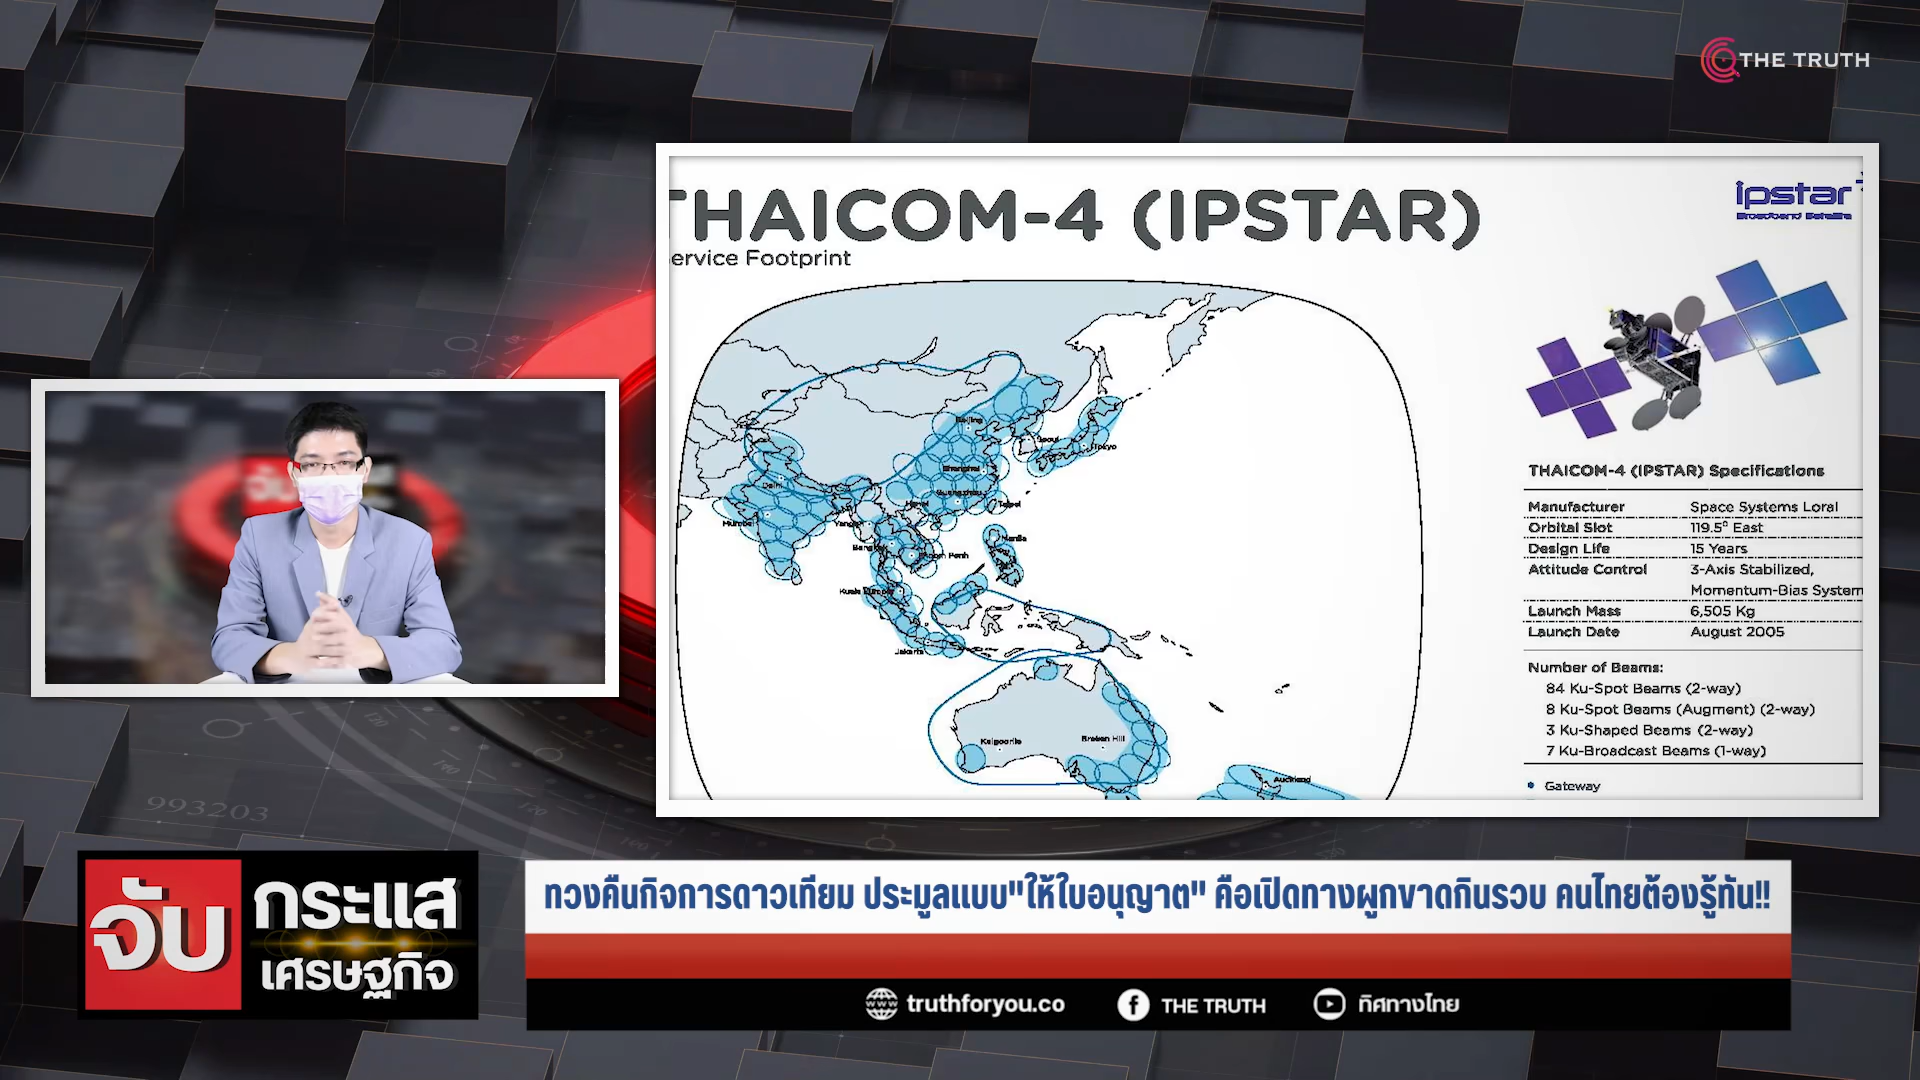 THE TRUTH
THAICOM-4 (IPSTAR)
ervice Footprint
ipstar
Broadband Satellite
Beijing
Seoul
Tokyo
Shanghai
Delhi
Guangzhou
Taipei
Mumbai
Manila
Phnom Penh
Kuala Lumpur
Jakarta
Kalgoorlie
Broken Hill
Auckland
THAICOM-4 (IPSTAR) Specifications
Manufacturer Space Systems Loral
Orbital Slot 119.5° East
Design Life 15 Years
Attitude Control 3-Axis Stabilized,
Momentum-Bias System
Launch Mass 6,505 Kg
Launch Date August 2005
Number of Beams:
84 Ku-Spot Beams (2-way)
8 Ku-Spot Beams (Augment) (2-way)
3 Ku-Shaped Beams (2-way)
7 Ku-Broadcast Beams (1-way)
Gateway
993203
จับ
กระแส
เศรษฐกิจ
ทวงคืนกิจการดาวเทียม ประมูลแบบ"ให้ใบอนุญาต" คือเปิดทางผูกขาดกินรวบ คนไทยต้องรู้ทัน!!
truthforyou.co THE TRUTH ทิศทางไทย